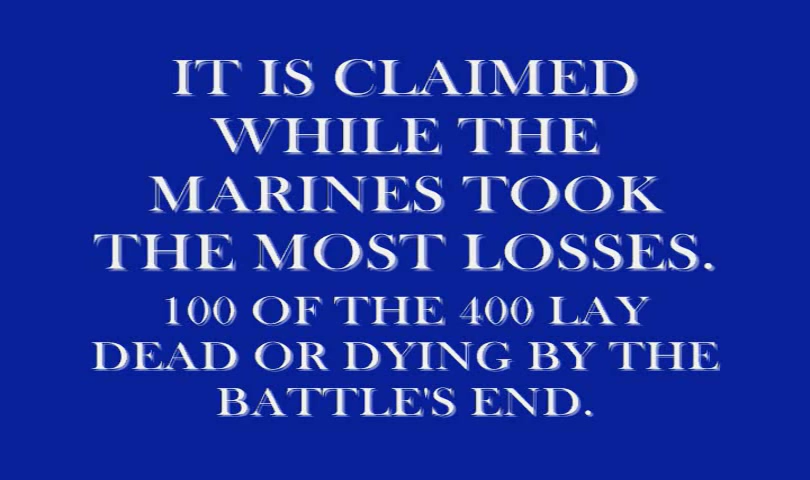 IT IS CLAIMED
WHILE THE
MARINES TOOK
THE MOST LOSSES.
100 OF THE 400 LAY
DEAD OR DYING BY THE
BATTLE'S END.